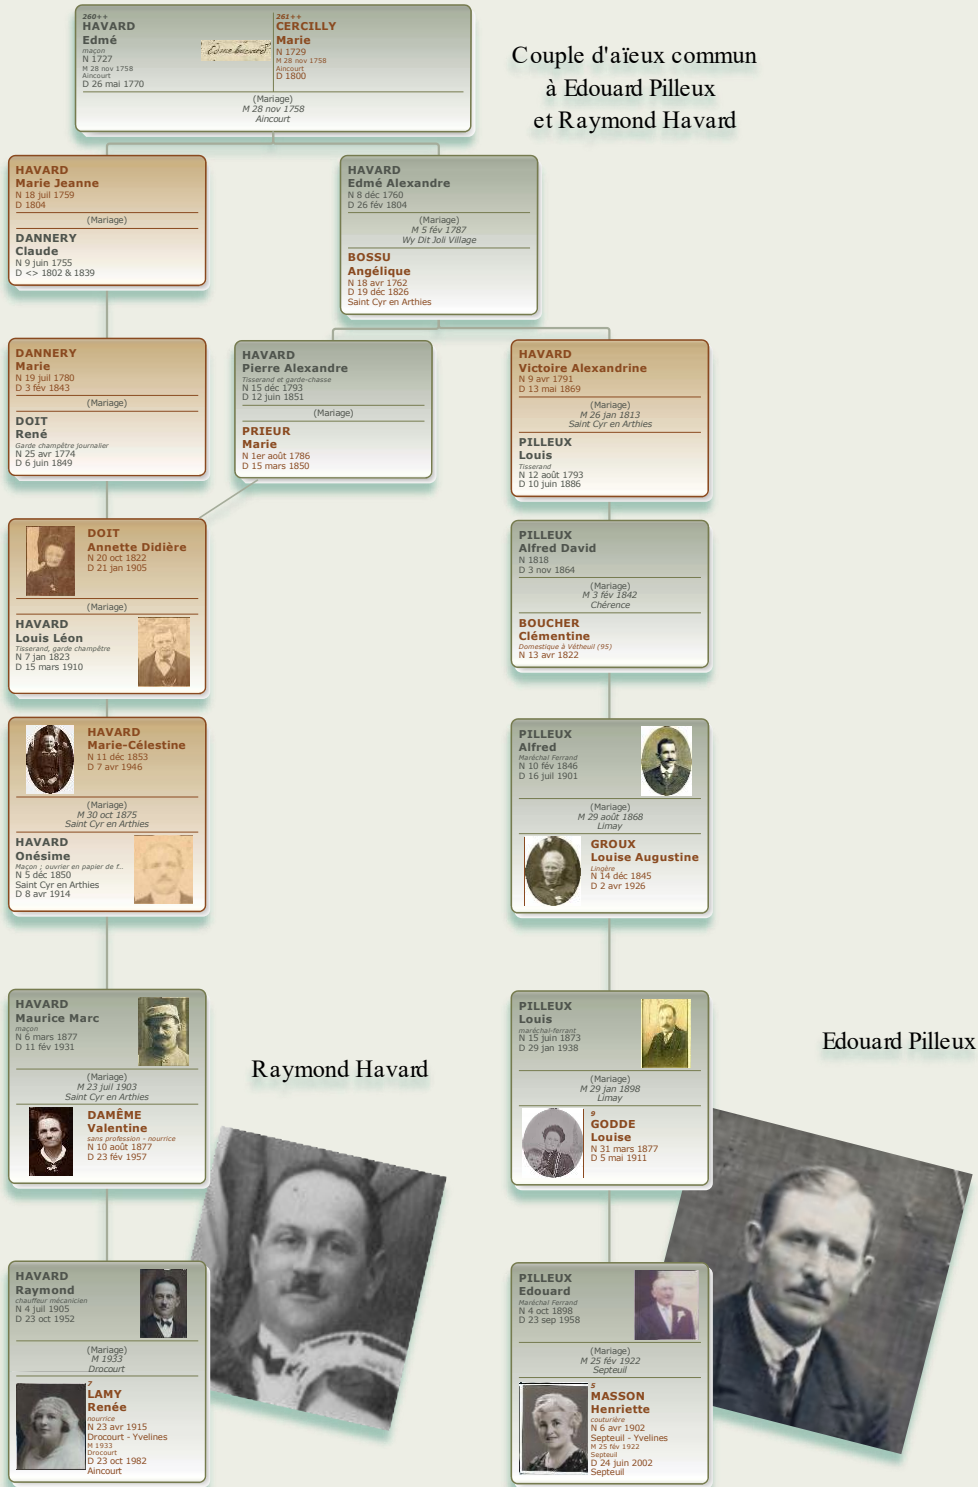 260++
HAVARD
Edmé
maçon
N 1727
M 28 nov 1758
Aincourt
D 26 mai 1770
261++
CERCILLY
Marie
N 1729
M 28 nov 1758
Aincourt
D 1800
(Mariage)
M 28 nov 1758
Aincourt
Couple d'aïeux commun
à Edouard Pilleux
et Raymond Havard
HAVARD
Marie Jeanne
N 18 juil 1759
D 1804
(Mariage)
DANNERY
Claude
N 9 juin 1755
D <> 1802 & 1839
HAVARD
Edmé Alexandre
N 8 déc 1760
D 26 fév 1804
(Mariage)
M 5 fév 1787
Wy Dit Joli Village
BOSSU
Angélique
N 18 avr 1762
D 19 déc 1826
Saint Cyr en Arthies
DANNERY
Marie
N 19 juil 1780
D 3 fév 1843
(Mariage)
DOIT
René
Garde champêtre journalier
N 25 avr 1774
D 6 juin 1849
HAVARD
Pierre Alexandre
Tisserand et garde-chasse
N 15 déc 1793
D 12 juin 1851
(Mariage)
PRIEUR
Marie
N 1er août 1786
D 15 mars 1850
HAVARD
Victoire Alexandrine
N 9 avr 1791
D 13 mai 1869
(Mariage)
M 26 jan 1813
Saint Cyr en Arthies
PILLEUX
Louis
Tisserand
N 12 août 1793
D 10 juin 1886
DOIT
Annette Didière
N 20 oct 1822
D 21 jan 1905
(Mariage)
HAVARD
Louis Léon
Tisserand, garde champêtre
N 7 jan 1823
D 15 mars 1910
PILLEUX
Alfred David
N 1818
D 3 nov 1864
(Mariage)
M 3 fév 1842
Chérence
BOUCHER
Clémentine
Domestique à Vétheuil (95)
N 13 avr 1822
HAVARD
Marie-Célestine
N 11 déc 1853
D 7 avr 1946
(Mariage)
M 30 oct 1875
Saint Cyr en Arthies
HAVARD
Onésime
Maçon ; ouvrier en papier de f...
N 5 déc 1850
Saint Cyr en Arthies
D 8 avr 1914
PILLEUX
Alfred
Maréchal Ferrand
N 10 fév 1846
D 16 juil 1901
(Mariage)
M 29 août 1868
Limay
GROUX
Louise Augustine
Lingère
N 14 déc 1845
D 2 avr 1926
HAVARD
Maurice Marc
maçon
N 6 mars 1877
D 11 fév 1931
(Mariage)
M 23 juil 1903
Saint Cyr en Arthies
DAMÊME
Valentine
sans profession - nourrice
N 10 août 1877
D 23 fév 1957
Raymond Havard
PILLEUX
Louis
maréchal-ferrant
N 15 juin 1873
D 29 jan 1938
(Mariage)
M 29 jan 1898
Limay
9
GODDE
Louise
N 31 mars 1877
D 5 mai 1911
Edouard Pilleux
HAVARD
Raymond
chauffeur mécanicien
N 4 juil 1905
D 23 oct 1952
(Mariage)
M 1933
Drocourt
7
LAMY
Renée
nourrice
N 23 avr 1915
Drocourt - Yvelines
M 1933
Drocourt
D 23 oct 1982
Aincourt
PILLEUX
Edouard
Maréchal Ferrand
N 4 oct 1898
D 23 sep 1958
(Mariage)
M 25 fév 1922
Septeuil
5
MASSON
Henriette
couturière
N 6 avr 1902
Septeuil - Yvelines
M 25 fév 1922
Septeuil
D 24 juin 2002
Septeuil